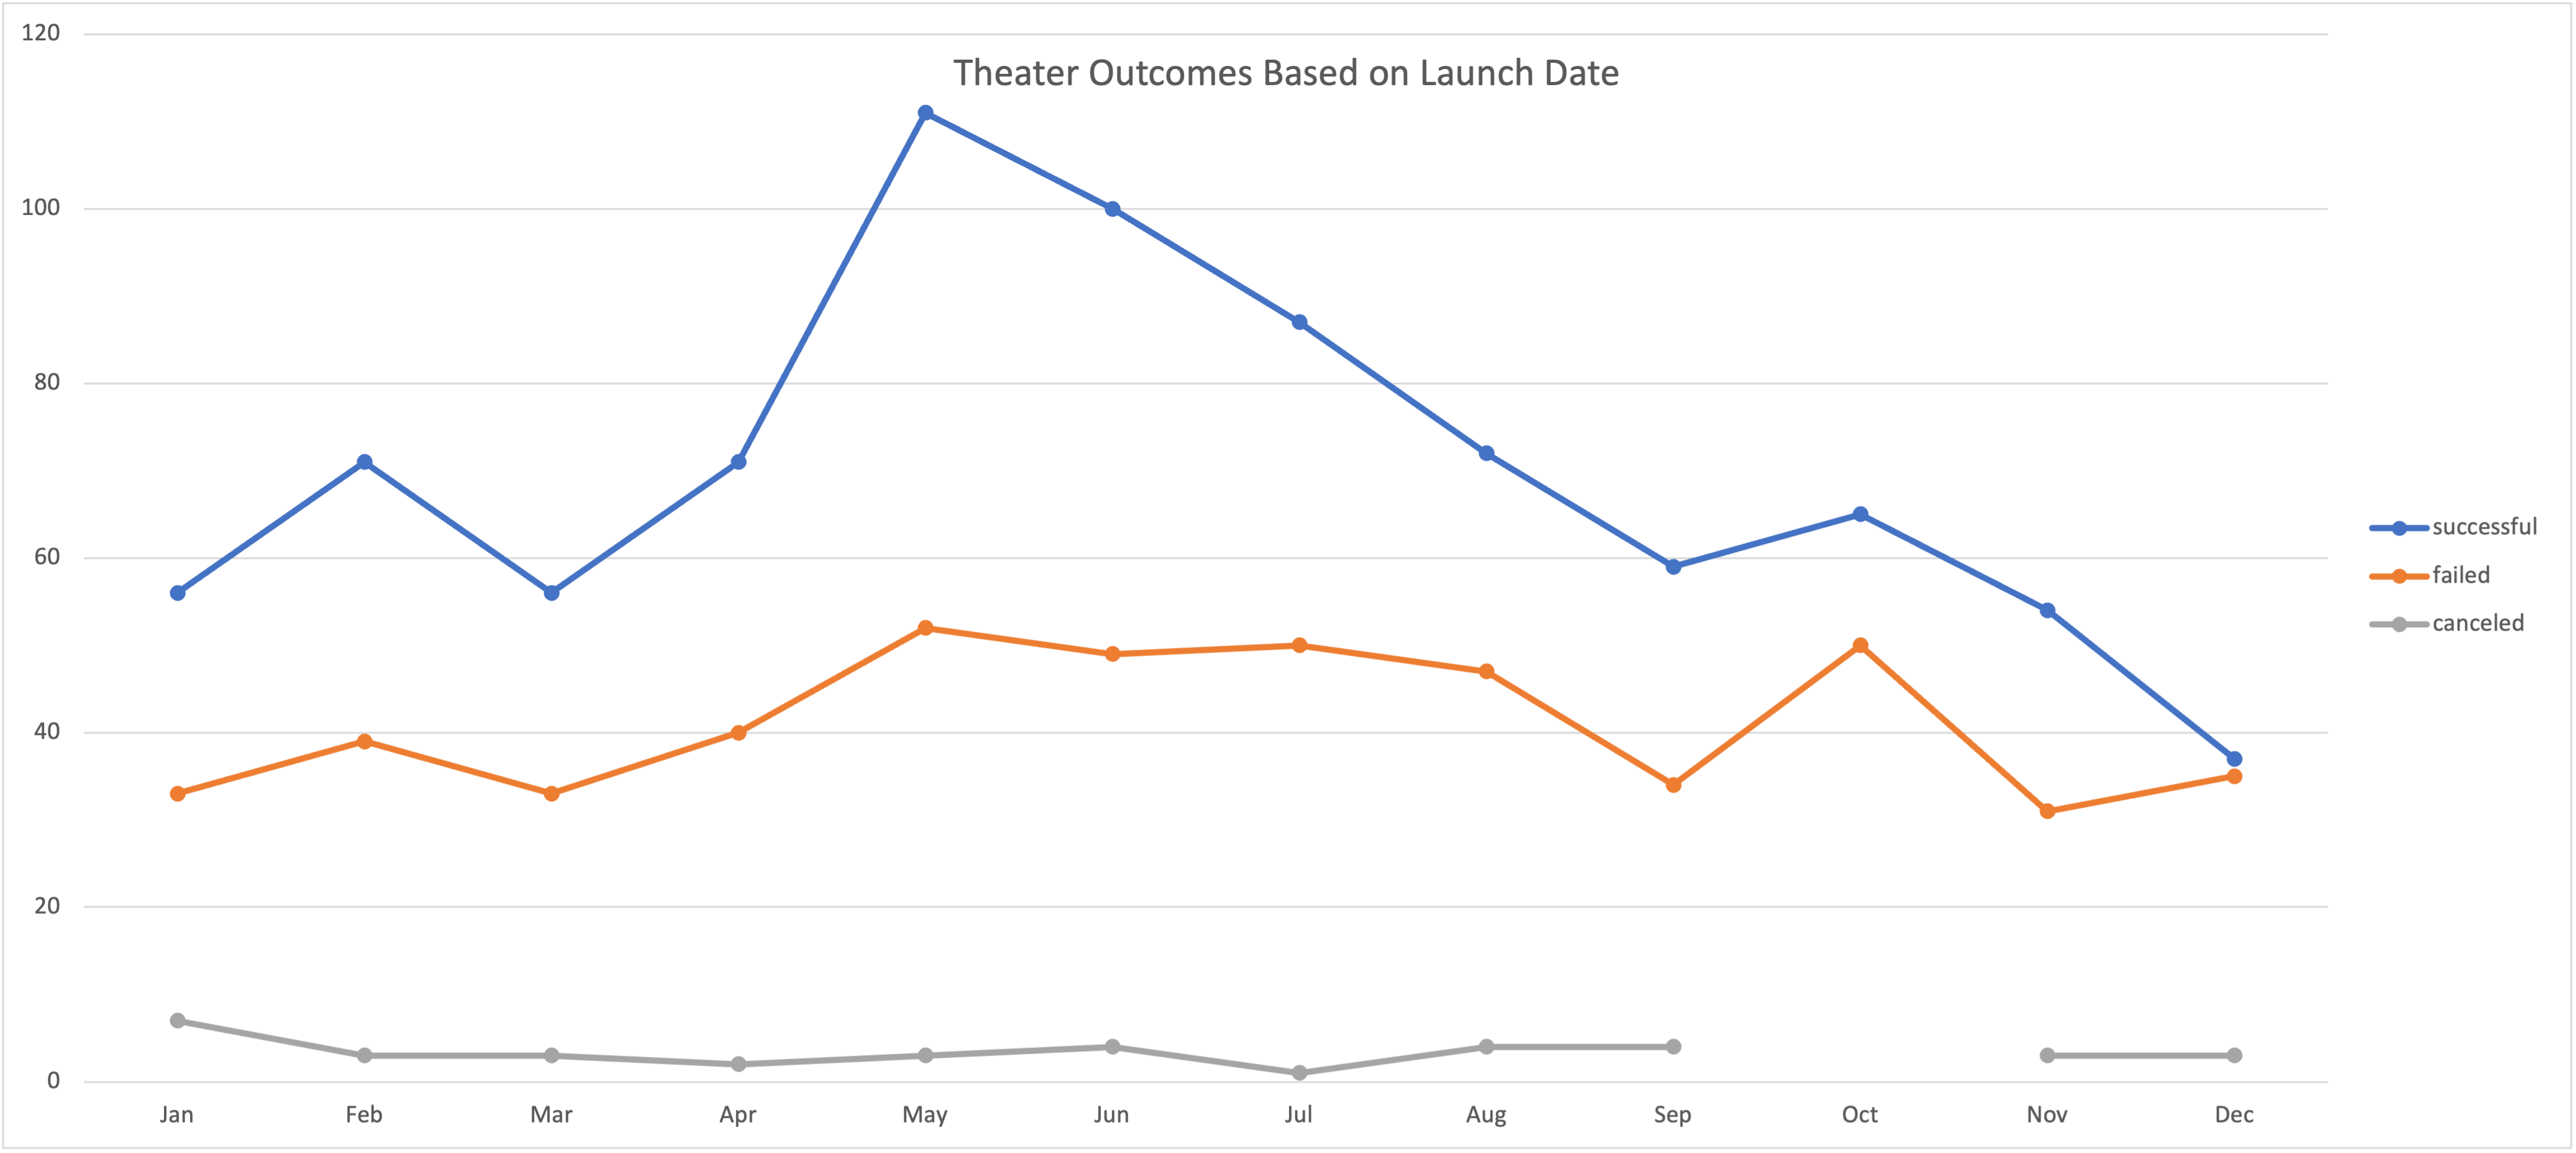 Theater Outcomes Based on Launch Date
120
100
80
60
40
20
0
Jan Feb Mar Apr May Jun Jul Aug Sep Oct Nov Dec
successful
failed
canceled